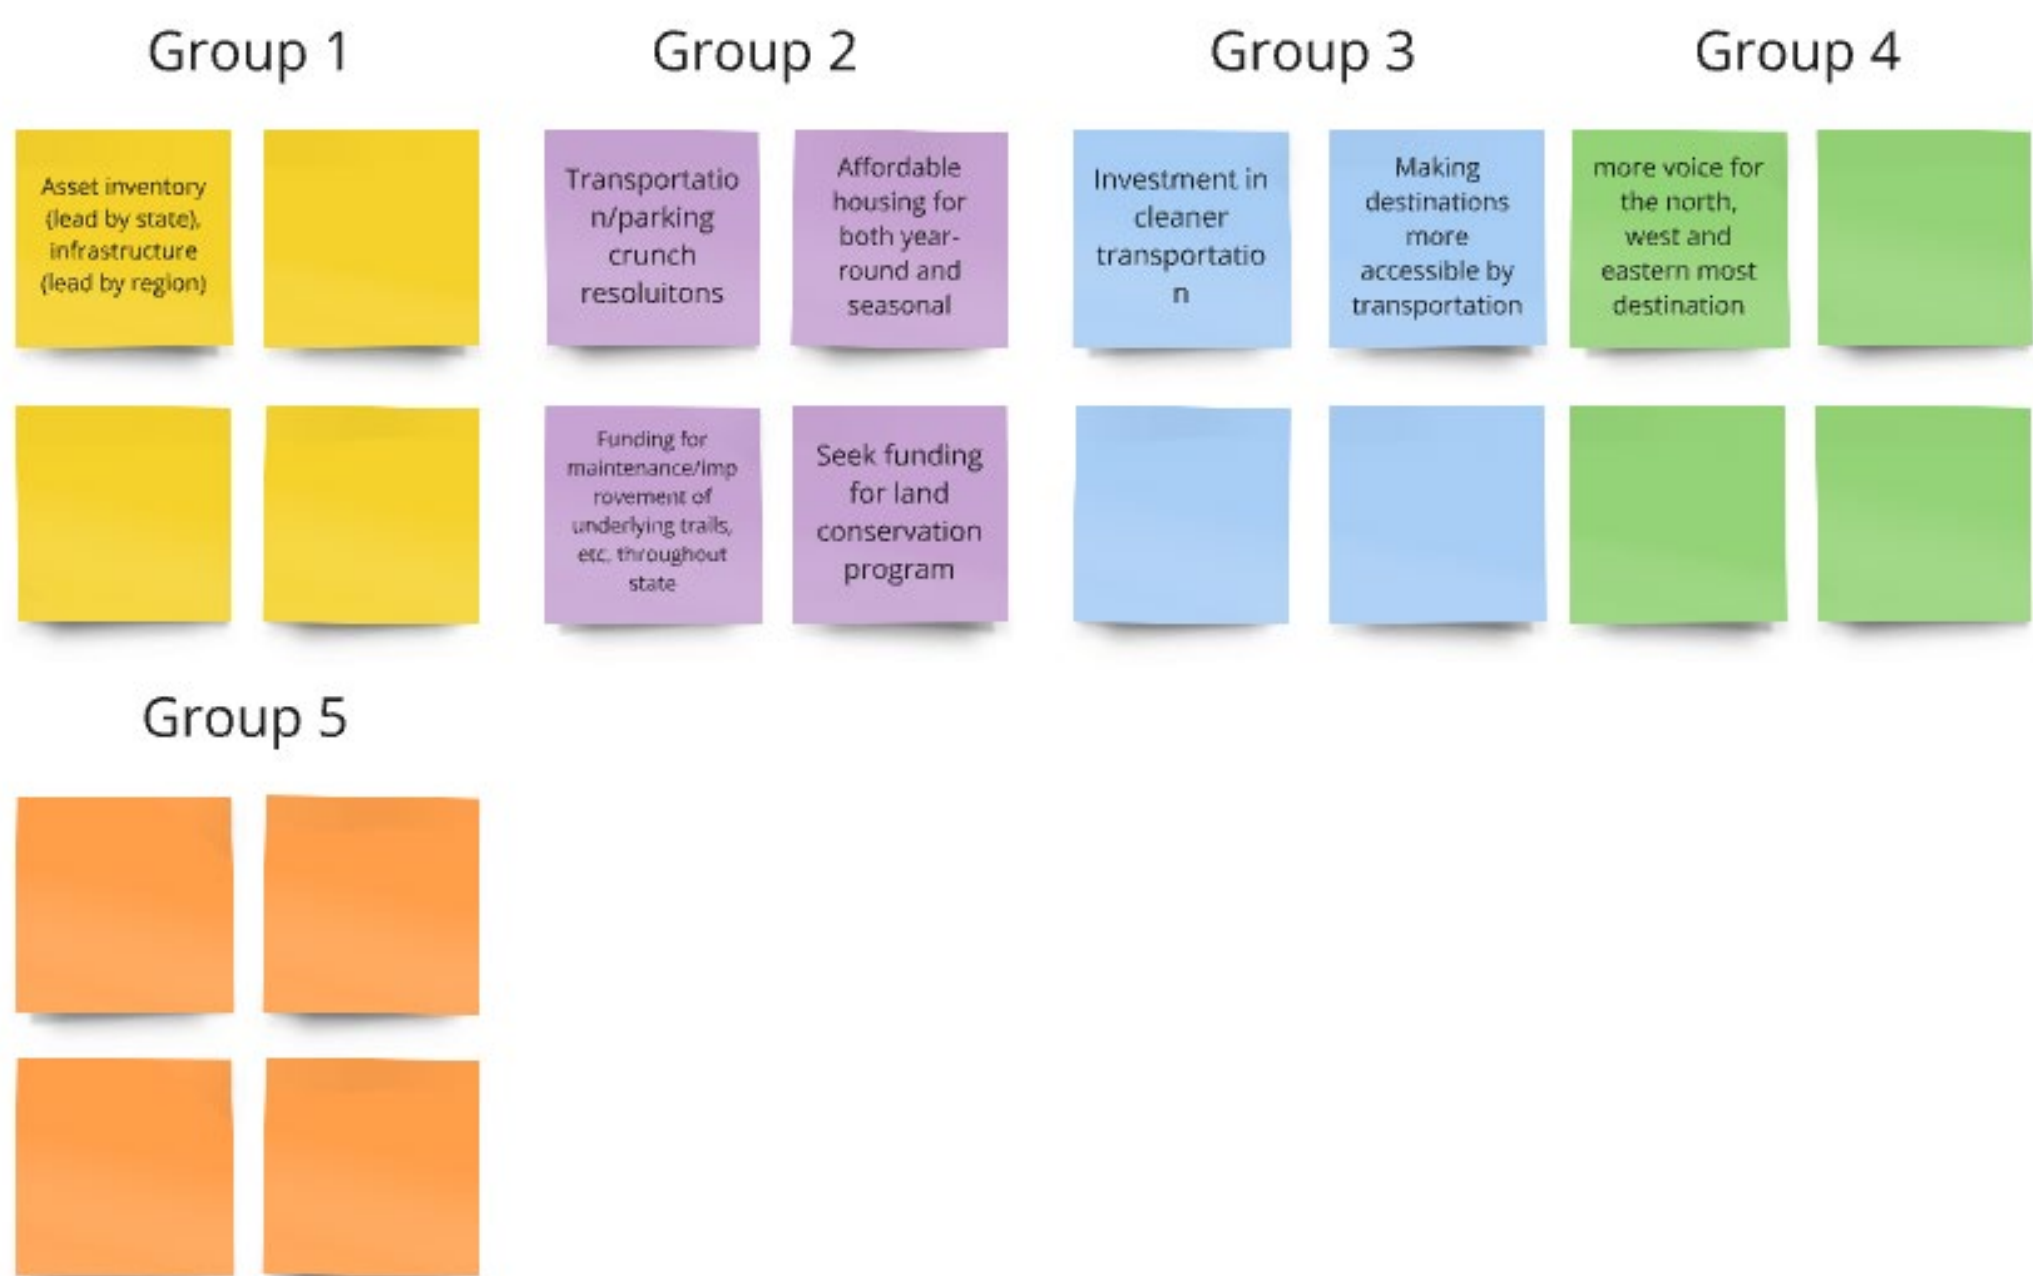 Group 1
Group 2
Group 3
Group 4
Asset inventory
(lead by state),
infrastructure
(lead by region)
Transportatio
n/parking
crunch
resoluitons
Affordable
housing for
both year-
round and
seasonal
Investment in
cleaner
transportatio
n
Making
destinations
more
accessible by
transportation
more voice for
the north,
west and
eastern most
destination
Funding for
maintenance/imp
rovement of
underlying trails,
etc. throughout
state
Seek funding
for land
conservation
program
Group 5